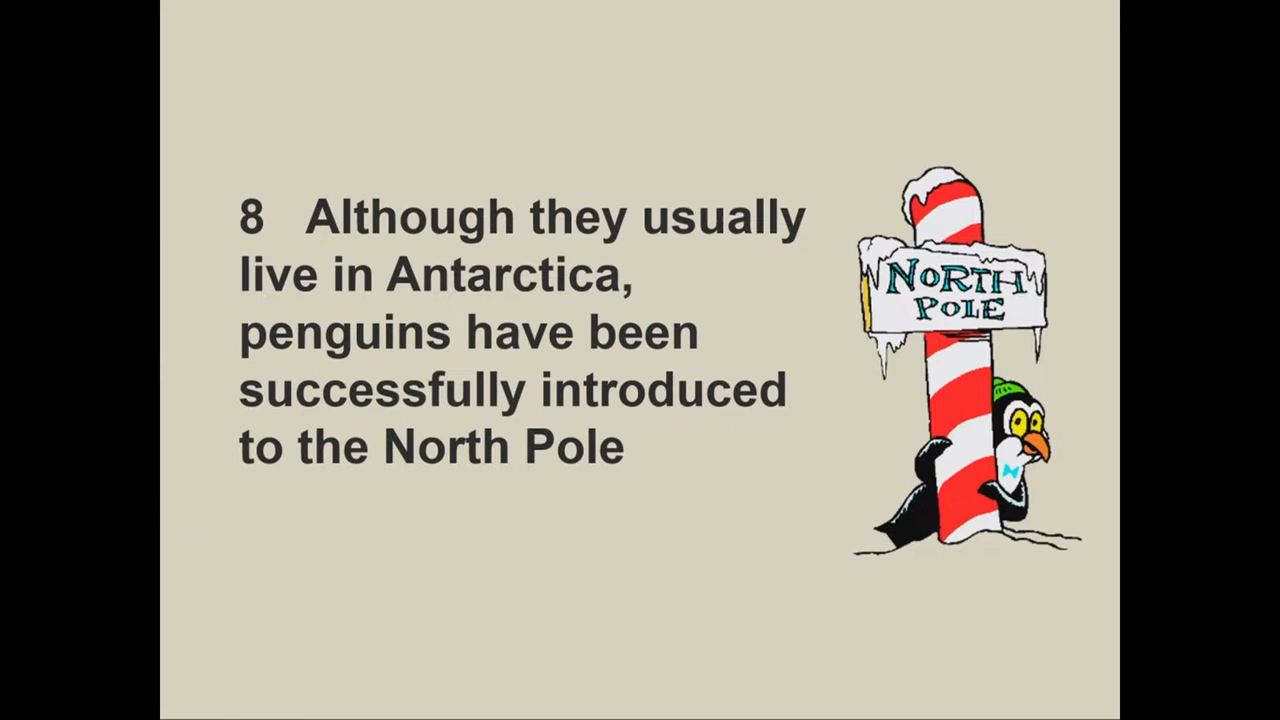 8 Although they usually
live in Antarctica,
penguins have been
successfully introduced
to the North Pole
NORTH
POLE